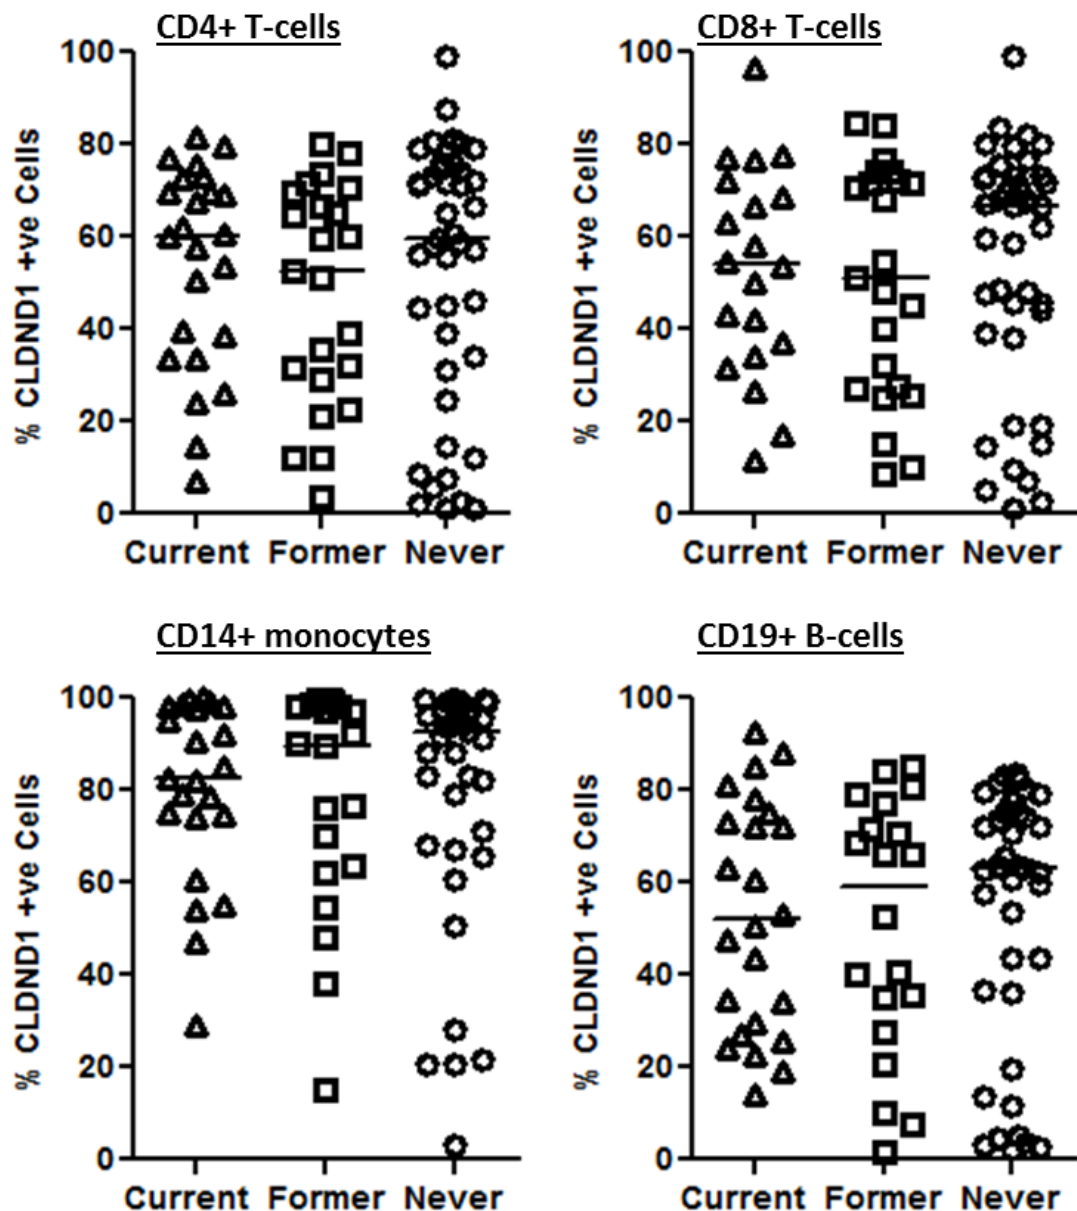 CD4+ T-cells
% CLDND1 +ve Cells
100
80
60
40
20
0
Current Former Never
CD8+ T-cells
% CLDND1 +ve Cells
100
80
60
40
20
0
Current Former Never
CD14+ monocytes
% CLDND1 +ve Cells
100
80
60
40
20
0
Current Former Never
CD19+ B-cells
% CLDND1 +ve Cells
100
80
60
40
20
0
Current Former Never